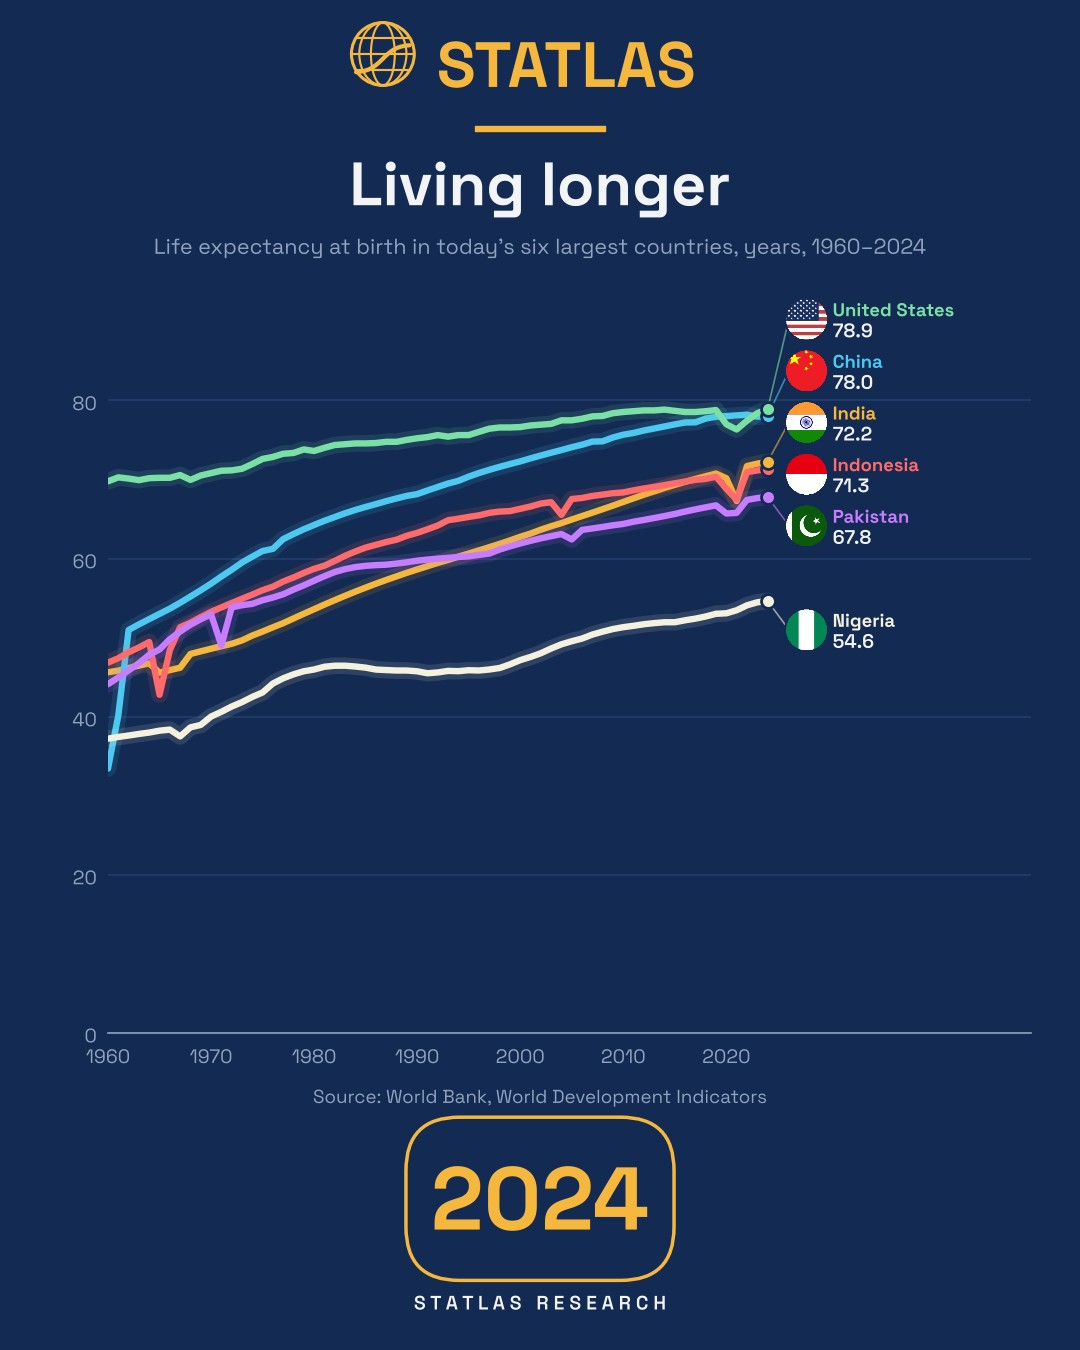 STATLAS
Living longer
Life expectancy at birth in today's six largest countries, years, 1960–2024
United States
78.9
China
78.0
India
72.2
Indonesia
71.3
Pakistan
67.8
Nigeria
54.6
80
60
40
20
0
1960 1970 1980 1990 2000 2010 2020
Source: World Bank, World Development Indicators
2024
STATLAS RESEARCH